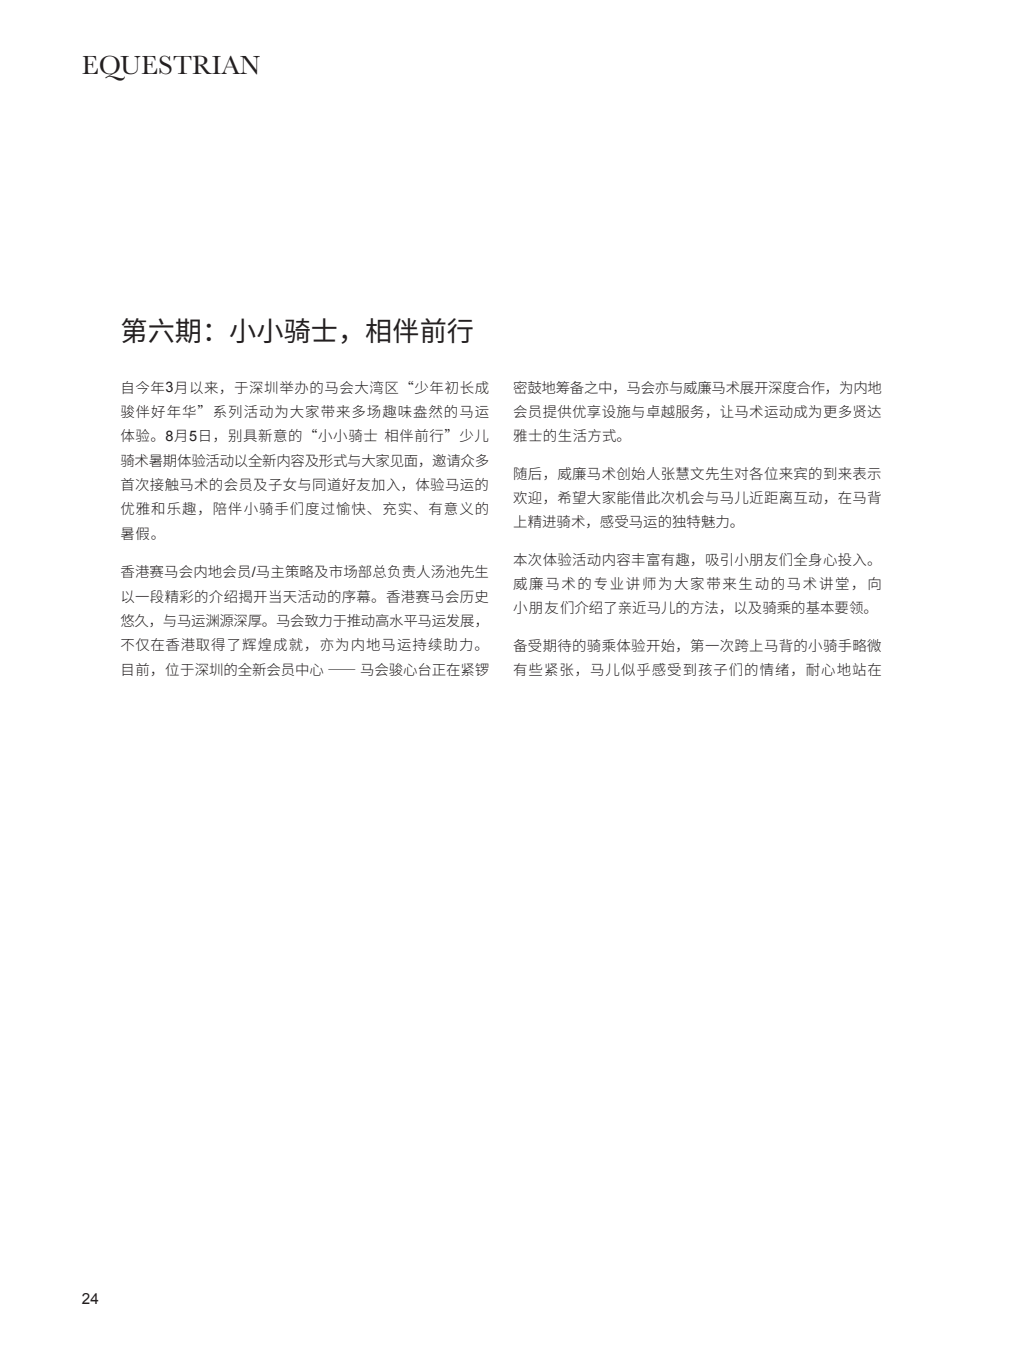 EQUESTRIAN
第六期：小小骑士，相伴前行
自今年3月以来，于深圳举办的马会大湾区“少年初长成
骏伴好年华”系列活动为大家带来多场趣味盎然的马运
体验。8月5日，别具新意的“小小骑士 相伴前行”少儿
骑术暑期体验活动以全新内容及形式与大家见面，邀请众多
首次接触马术的会员及子女与同道好友加入，体验马运的
优雅和乐趣，陪伴小骑手们度过愉快、充实、有意义的
暑假。
香港赛马会内地会员/马主策略及市场部总负责人汤池先生
以一段精彩的介绍揭开当天活动的序幕。香港赛马会历史
悠久，与马运渊源深厚。马会致力于推动高水平马运发展，
不仅在香港取得了辉煌成就，亦为内地马运持续助力。
目前，位于深圳的全新会员中心 —— 马会骏心台正在紧锣
密鼓地筹备之中，马会亦与威廉马术展开深度合作，为内地
会员提供优享设施与卓越服务，让马术运动成为更多贤达
雅士的生活方式。
随后，威廉马术创始人张慧文先生对各位来宾的到来表示
欢迎，希望大家能借此次机会与马儿近距离互动，在马背
上精进骑术，感受马运的独特魅力。
本次体验活动内容丰富有趣，吸引小朋友们全身心投入。
威廉马术的专业讲师为大家带来生动的马术讲堂，向
小朋友们介绍了亲近马儿的方法，以及骑乘的基本要领。
备受期待的骑乘体验开始，第一次跨上马背的小骑手略微
有些紧张，马儿似乎感受到孩子们的情绪，耐心地站在
24